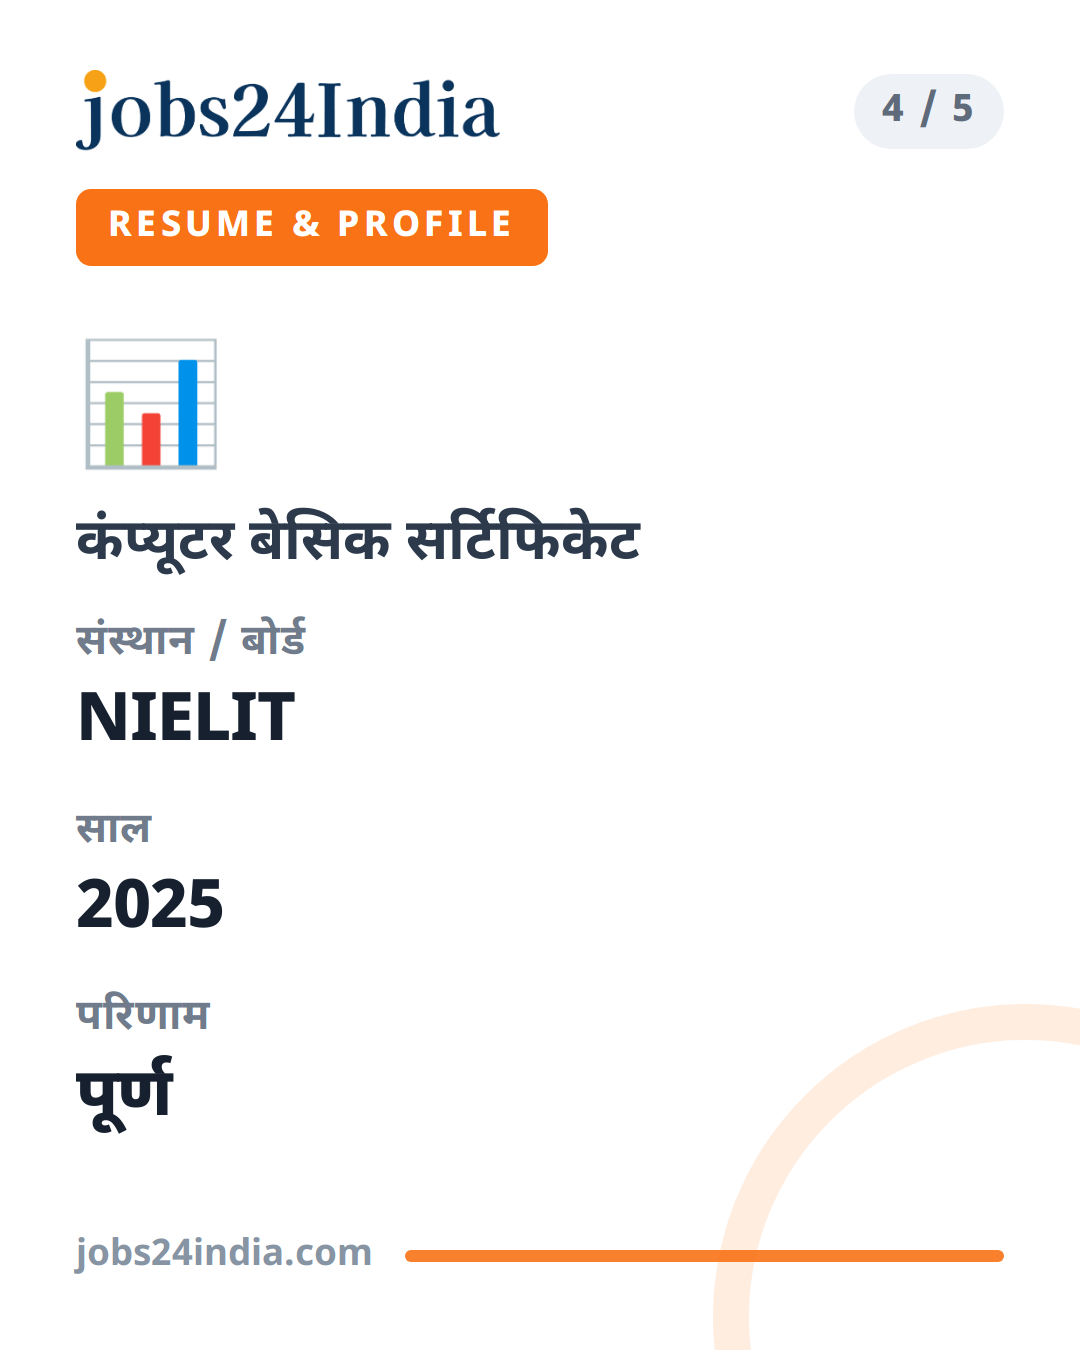 jobs24India
4 / 5
RESUME & PROFILE
कंप्यूटर बेसिक सर्टिफिकेट
संस्थान / बोर्ड
NIELIT
साल
2025
परिणाम
पूर्ण
jobs24india.com